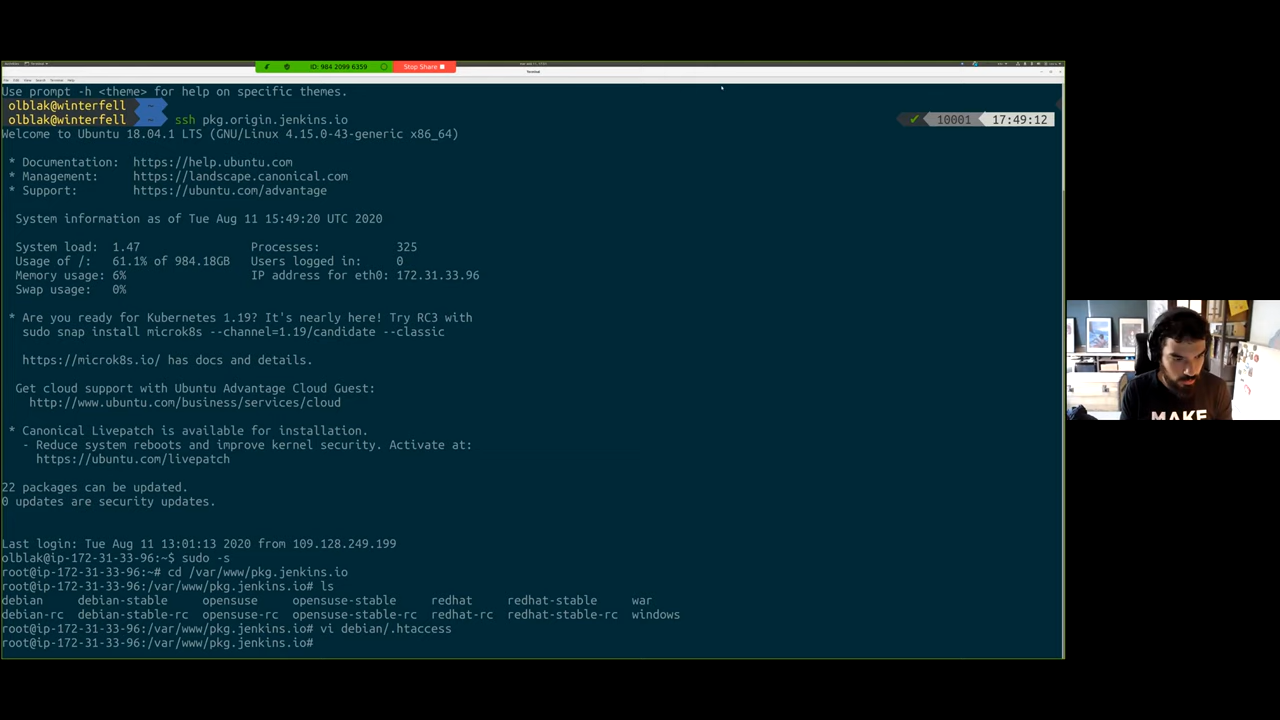 ID: 984 2099 6359
Stop Share
Terminal
Use prompt -h <theme> for help on specific themes.
olblak@winterfell ~
olblak@winterfell ~ ssh pkg.origin.jenkins.io ✔ 10001 17:49:12
Welcome to Ubuntu 18.04.1 LTS (GNU/Linux 4.15.0-43-generic x86_64)
* Documentation: https://help.ubuntu.com
* Management: https://landscape.canonical.com
* Support: https://ubuntu.com/advantage
System information as of Tue Aug 11 15:49:20 UTC 2020
System load: 1.47 Processes: 325
Usage of /: 61.1% of 984.18GB Users logged in: 0
Memory usage: 6% IP address for eth0: 172.31.33.96
Swap usage: 0%
* Are you ready for Kubernetes 1.19? It's nearly here! Try RC3 with
sudo snap install microk8s --channel=1.19/candidate --classic
https://microk8s.io/ has docs and details.
Get cloud support with Ubuntu Advantage Cloud Guest:
http://www.ubuntu.com/business/services/cloud
* Canonical Livepatch is available for installation.
- Reduce system reboots and improve kernel security. Activate at:
https://ubuntu.com/livepatch
22 packages can be updated.
0 updates are security updates.
Last login: Tue Aug 11 13:01:13 2020 from 109.128.249.199
olblak@ip-172-31-33-96:~$ sudo -s
root@ip-172-31-33-96:~# cd /var/www/pkg.jenkins.io
root@ip-172-31-33-96:/var/www/pkg.jenkins.io# ls
debian debian-stable opensuse opensuse-stable redhat redhat-stable war
debian-rc debian-stable-rc opensuse-rc opensuse-stable-rc redhat-rc redhat-stable-rc windows
root@ip-172-31-33-96:/var/www/pkg.jenkins.io# vi debian/.htaccess
root@ip-172-31-33-96:/var/www/pkg.jenkins.io#
MAKE